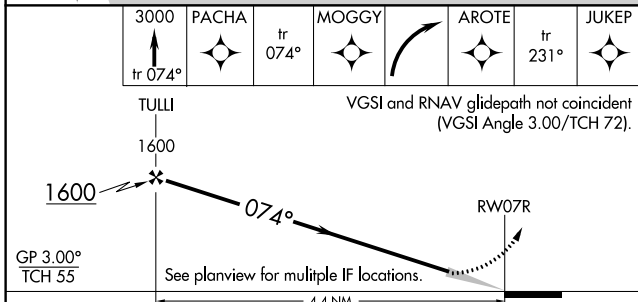 3000
tr 074°
PACHA
tr
074°
MOGGY
AROTE
tr
231°
JUKEP
VGSI and RNAV glidepath not coincident
(VGSI Angle 3.00/TCH 72).
TULLI
1600
1600
074°
RW07R
GP 3.00°
TCH 55
See planview for mulitple IF locations.
4.4 NM